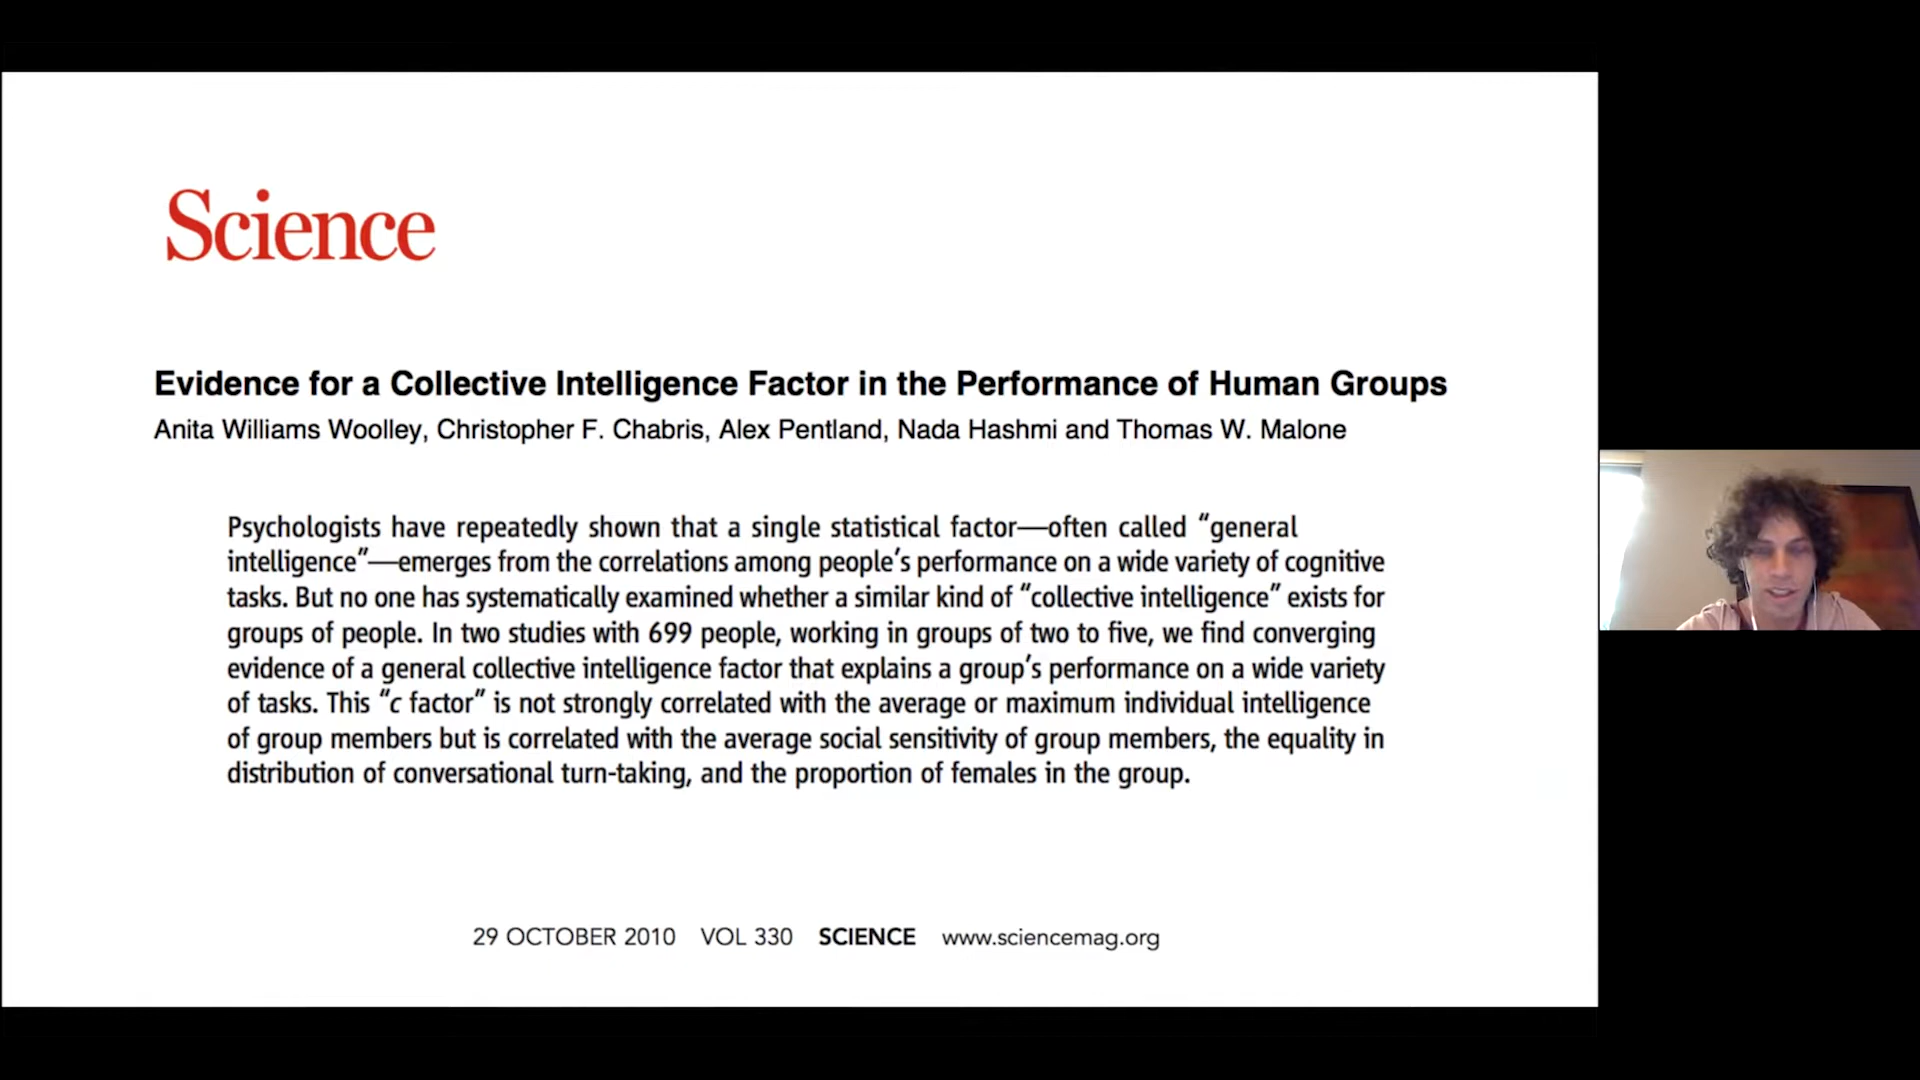 Science
Evidence for a Collective Intelligence Factor in the Performance of Human Groups
Anita Williams Woolley, Christopher F. Chabris, Alex Pentland, Nada Hashmi and Thomas W. Malone
Psychologists have repeatedly shown that a single statistical factor—often called “general
intelligence”—emerges from the correlations among people’s performance on a wide variety of cognitive
tasks. But no one has systematically examined whether a similar kind of “collective intelligence” exists for
groups of people. In two studies with 699 people, working in groups of two to five, we find converging
evidence of a general collective intelligence factor that explains a group’s performance on a wide variety
of tasks. This “c factor” is not strongly correlated with the average or maximum individual intelligence
of group members but is correlated with the average social sensitivity of group members, the equality in
distribution of conversational turn-taking, and the proportion of females in the group.
29 OCTOBER 2010 VOL 330 SCIENCE www.sciencemag.org